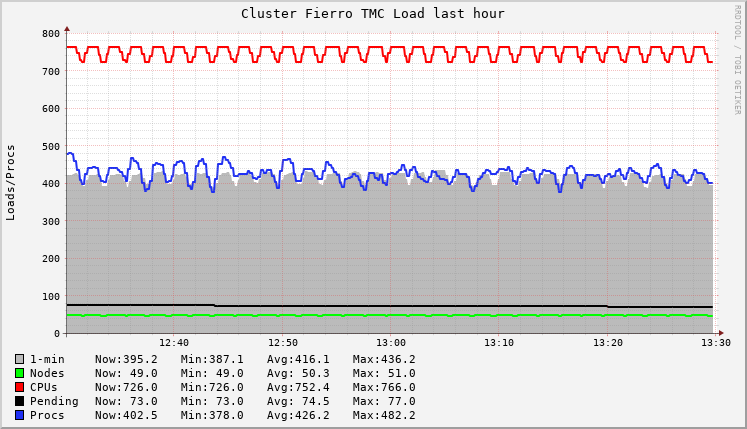 Cluster Fierro TMC Load last hour
RRDTOOL / TOBI OETIKER
Loads/Procs
800
700
600
500
400
300
200
100
0
12:40 12:50 13:00 13:10 13:20 13:30
1-min Now:395.2 Min:387.1 Avg:416.1 Max:436.2
Nodes Now: 49.0 Min: 49.0 Avg: 50.3 Max: 51.0
CPUs Now:726.0 Min:726.0 Avg:752.4 Max:766.0
Pending Now: 73.0 Min: 73.0 Avg: 74.5 Max: 77.0
Procs Now:402.5 Min:378.0 Avg:426.2 Max:482.2